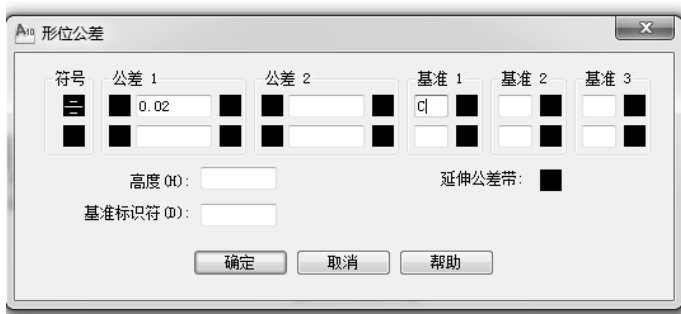 形位公差
符号 公差 1 公差 2 基准 1 基准 2 基准 3
0.02 C
高度(H): 延伸公差带:
基准标识符(D):
确定 取消 帮助